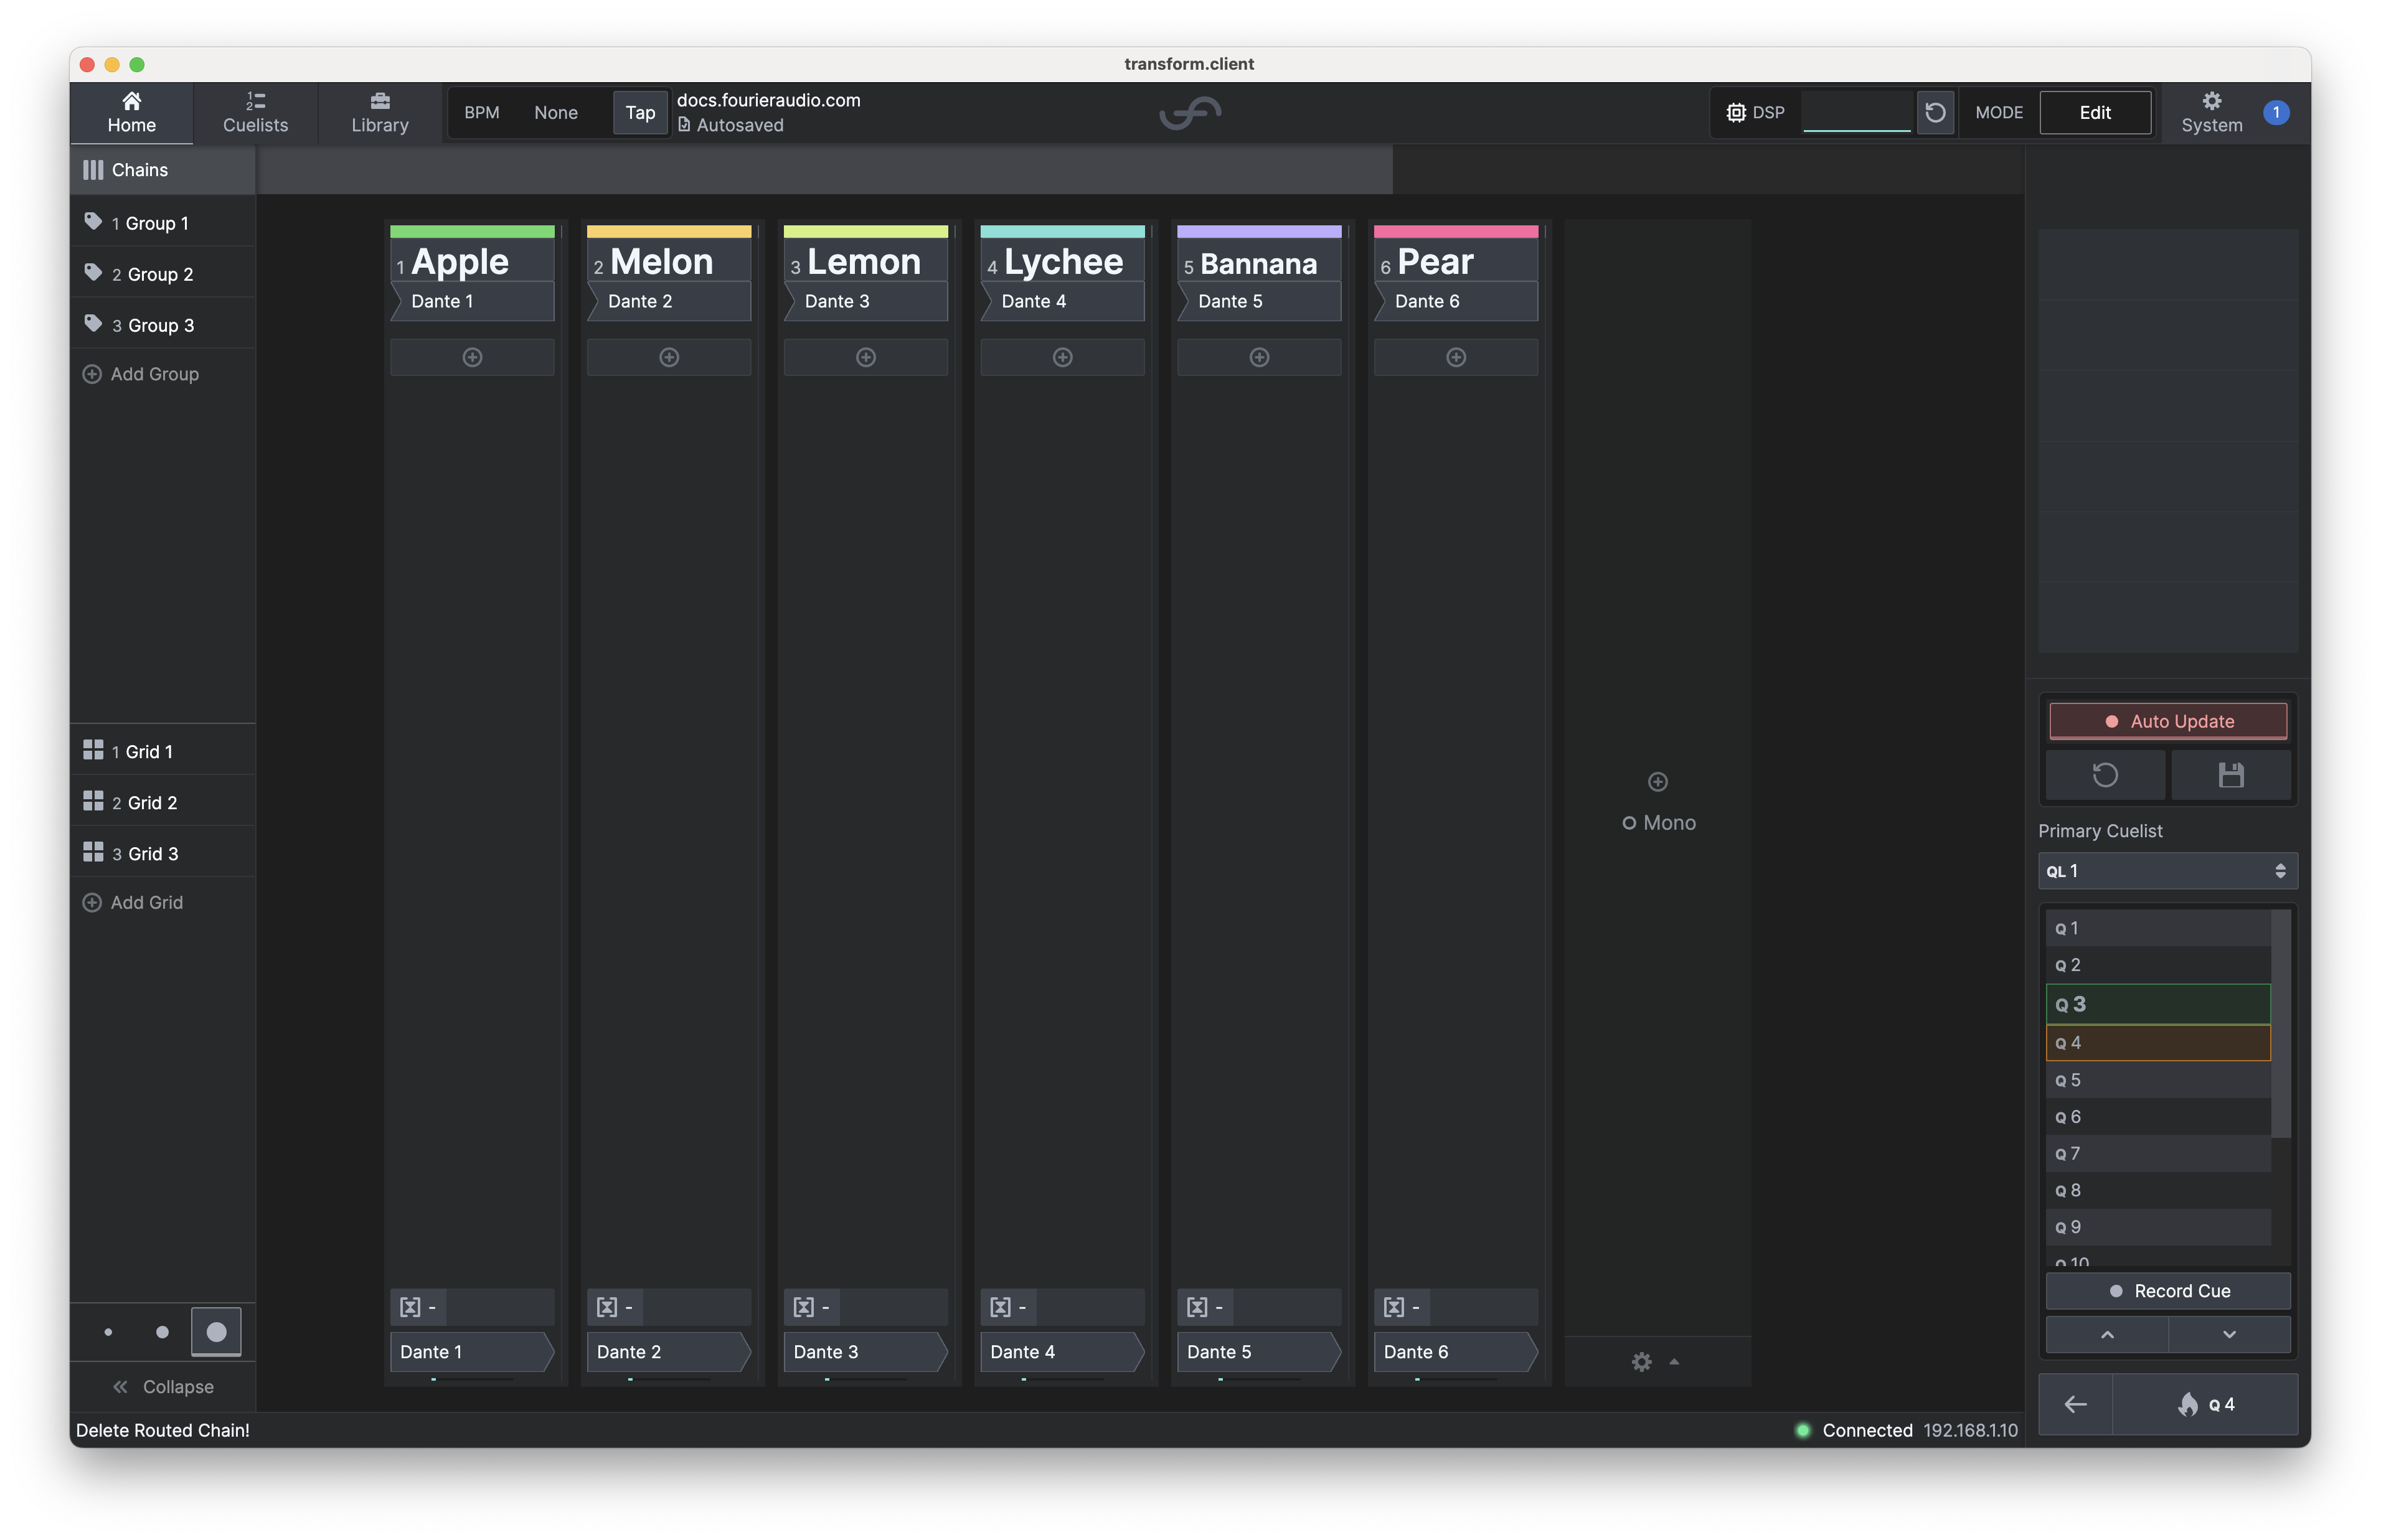 transform.client
Home
Cuelists
Library
BPM None Tap
docs.fourieraudio.com
Autosaved
DSP
MODE Edit
System
1
Chains
1 Group 1
2 Group 2
3 Group 3
Add Group
1 Grid 1
2 Grid 2
3 Grid 3
Add Grid
Collapse
1 Apple
Dante 1
2 Melon
Dante 2
3 Lemon
Dante 3
4 Lychee
Dante 4
5 Bannana
Dante 5
6 Pear
Dante 6
Mono
-
Dante 1
-
Dante 2
-
Dante 3
-
Dante 4
-
Dante 5
-
Dante 6
Auto Update
Primary Cuelist
QL 1
Q 1
Q 2
Q 3
Q 4
Q 5
Q 6
Q 7
Q 8
Q 9
Q 10
Record Cue
Q 4
Delete Routed Chain!
Connected 192.168.1.10